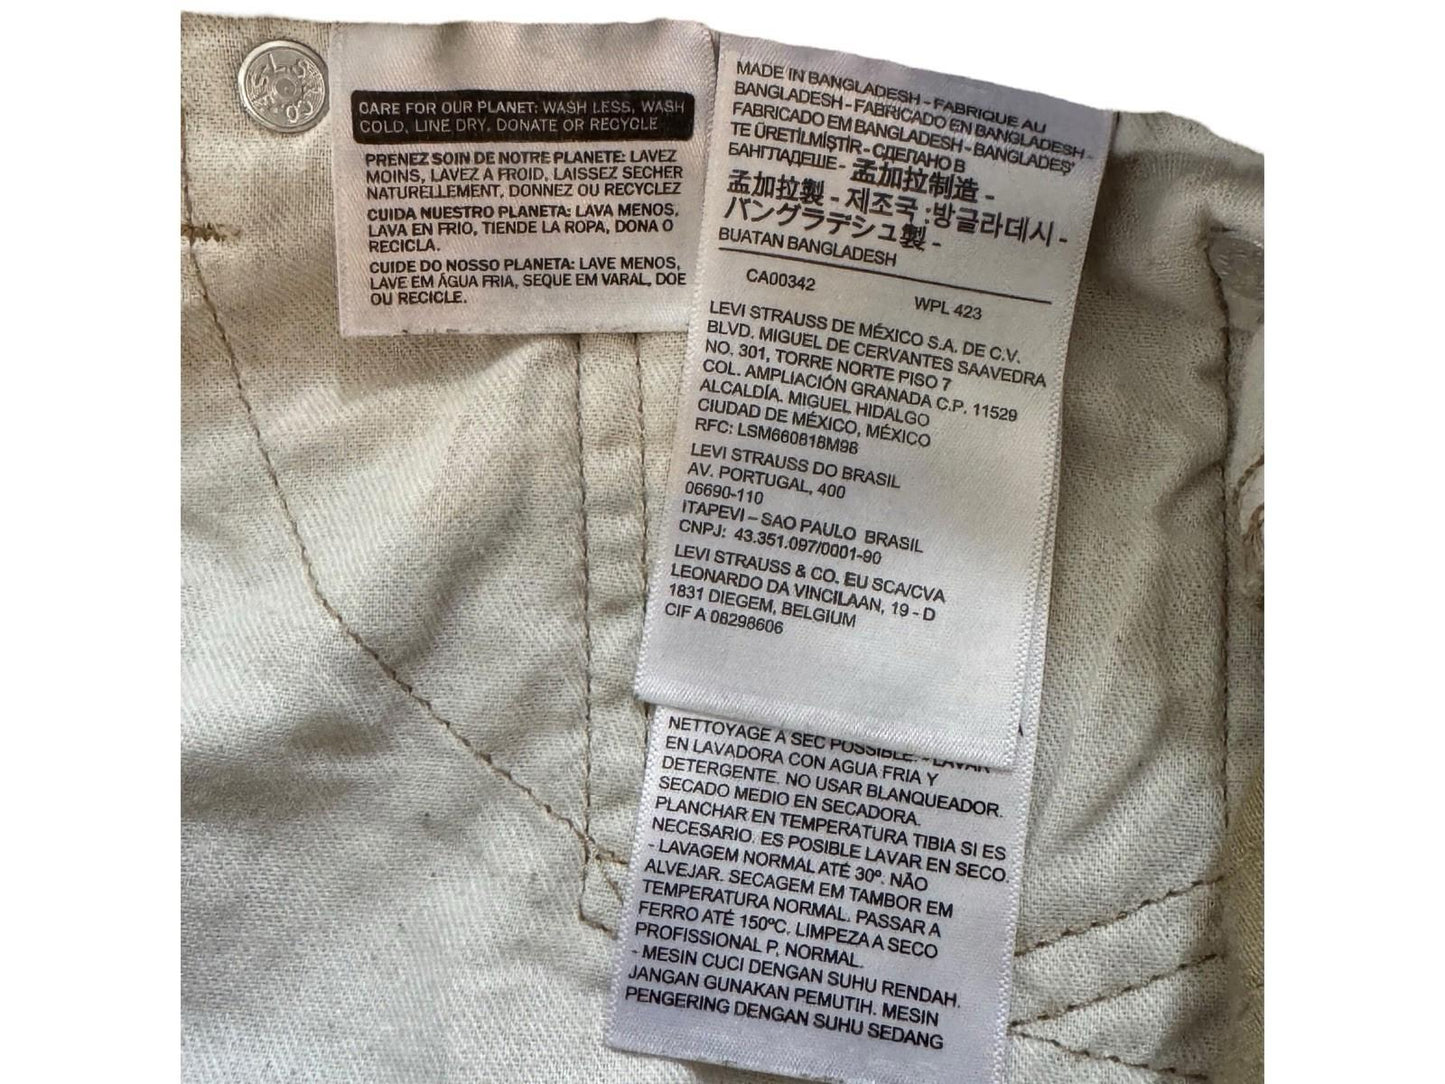 L S & CO
CARE FOR OUR PLANET: WASH LESS, WASH
COLD, LINE DRY, DONATE OR RECYCLE
PRENEZ SOIN DE NOTRE PLANETE: LAVEZ
MOINS, LAVEZ A FROID, LAISSEZ SECHER
NATURELLEMENT, DONNEZ OU RECYCLEZ
CUIDA NUESTRO PLANETA: LAVA MENOS,
LAVA EN FRIO, TIENDE LA ROPA, DONA O
RECICLA.
CUIDE DO NOSSO PLANETA: LAVE MENOS,
LAVE EM ÁGUA FRIA, SEQUE EM VARAL, DOE
OU RECICLE.
MADE IN BANGLADESH - FABRIQUE AU
BANGLADESH - FABRICADO EN BANGLADESH -
FABRICADO EM BANGLADESH - BANGLADEŞ'
TE ÜRETİLMİŞTİR - СДЕЛАНО В
БАНГЛАДЕШЕ - 孟加拉制造 -
孟加拉製 - 제조국 :방글라데시 -
バングラデシュ製 -
BUATAN BANGLADESH
CA00342 WPL 423
LEVI STRAUSS DE MÉXICO S.A. DE C.V.
BLVD. MIGUEL DE CERVANTES SAAVEDRA
NO. 301, TORRE NORTE PISO 7
COL. AMPLIACIÓN GRANADA C.P. 11529
ALCALDÍA. MIGUEL HIDALGO
CIUDAD DE MÉXICO, MÉXICO
RFC: LSM660818M98
LEVI STRAUSS DO BRASIL
AV. PORTUGAL, 400
06690-110
ITAPEVI – SAO PAULO BRASIL
CNPJ: 43.351.097/0001-90
LEVI STRAUSS & CO. EU SCA/CVA
LEONARDO DA VINCILAAN, 19 - D
1831 DIEGEM, BELGIUM
CIF A 08298606
NETTOYAGE A SEC POSSIBLE. - LAVAR
EN LAVADORA CON AGUA FRIA Y
DETERGENTE. NO USAR BLANQUEADOR.
SECADO MEDIO EN SECADORA.
PLANCHAR EN TEMPERATURA TIBIA SI ES
NECESARIO. ES POSIBLE LAVAR EN SECO.
- LAVAGEM NORMAL ATÉ 30º. NÃO
ALVEJAR. SECAGEM EM TAMBOR EM
TEMPERATURA NORMAL. PASSAR A
FERRO ATÉ 150ºC. LIMPEZA A SECO
PROFISSIONAL P, NORMAL.
- MESIN CUCI DENGAN SUHU RENDAH.
JANGAN GUNAKAN PEMUTIH. MESIN
PENGERING DENGAN SUHU SEDANG